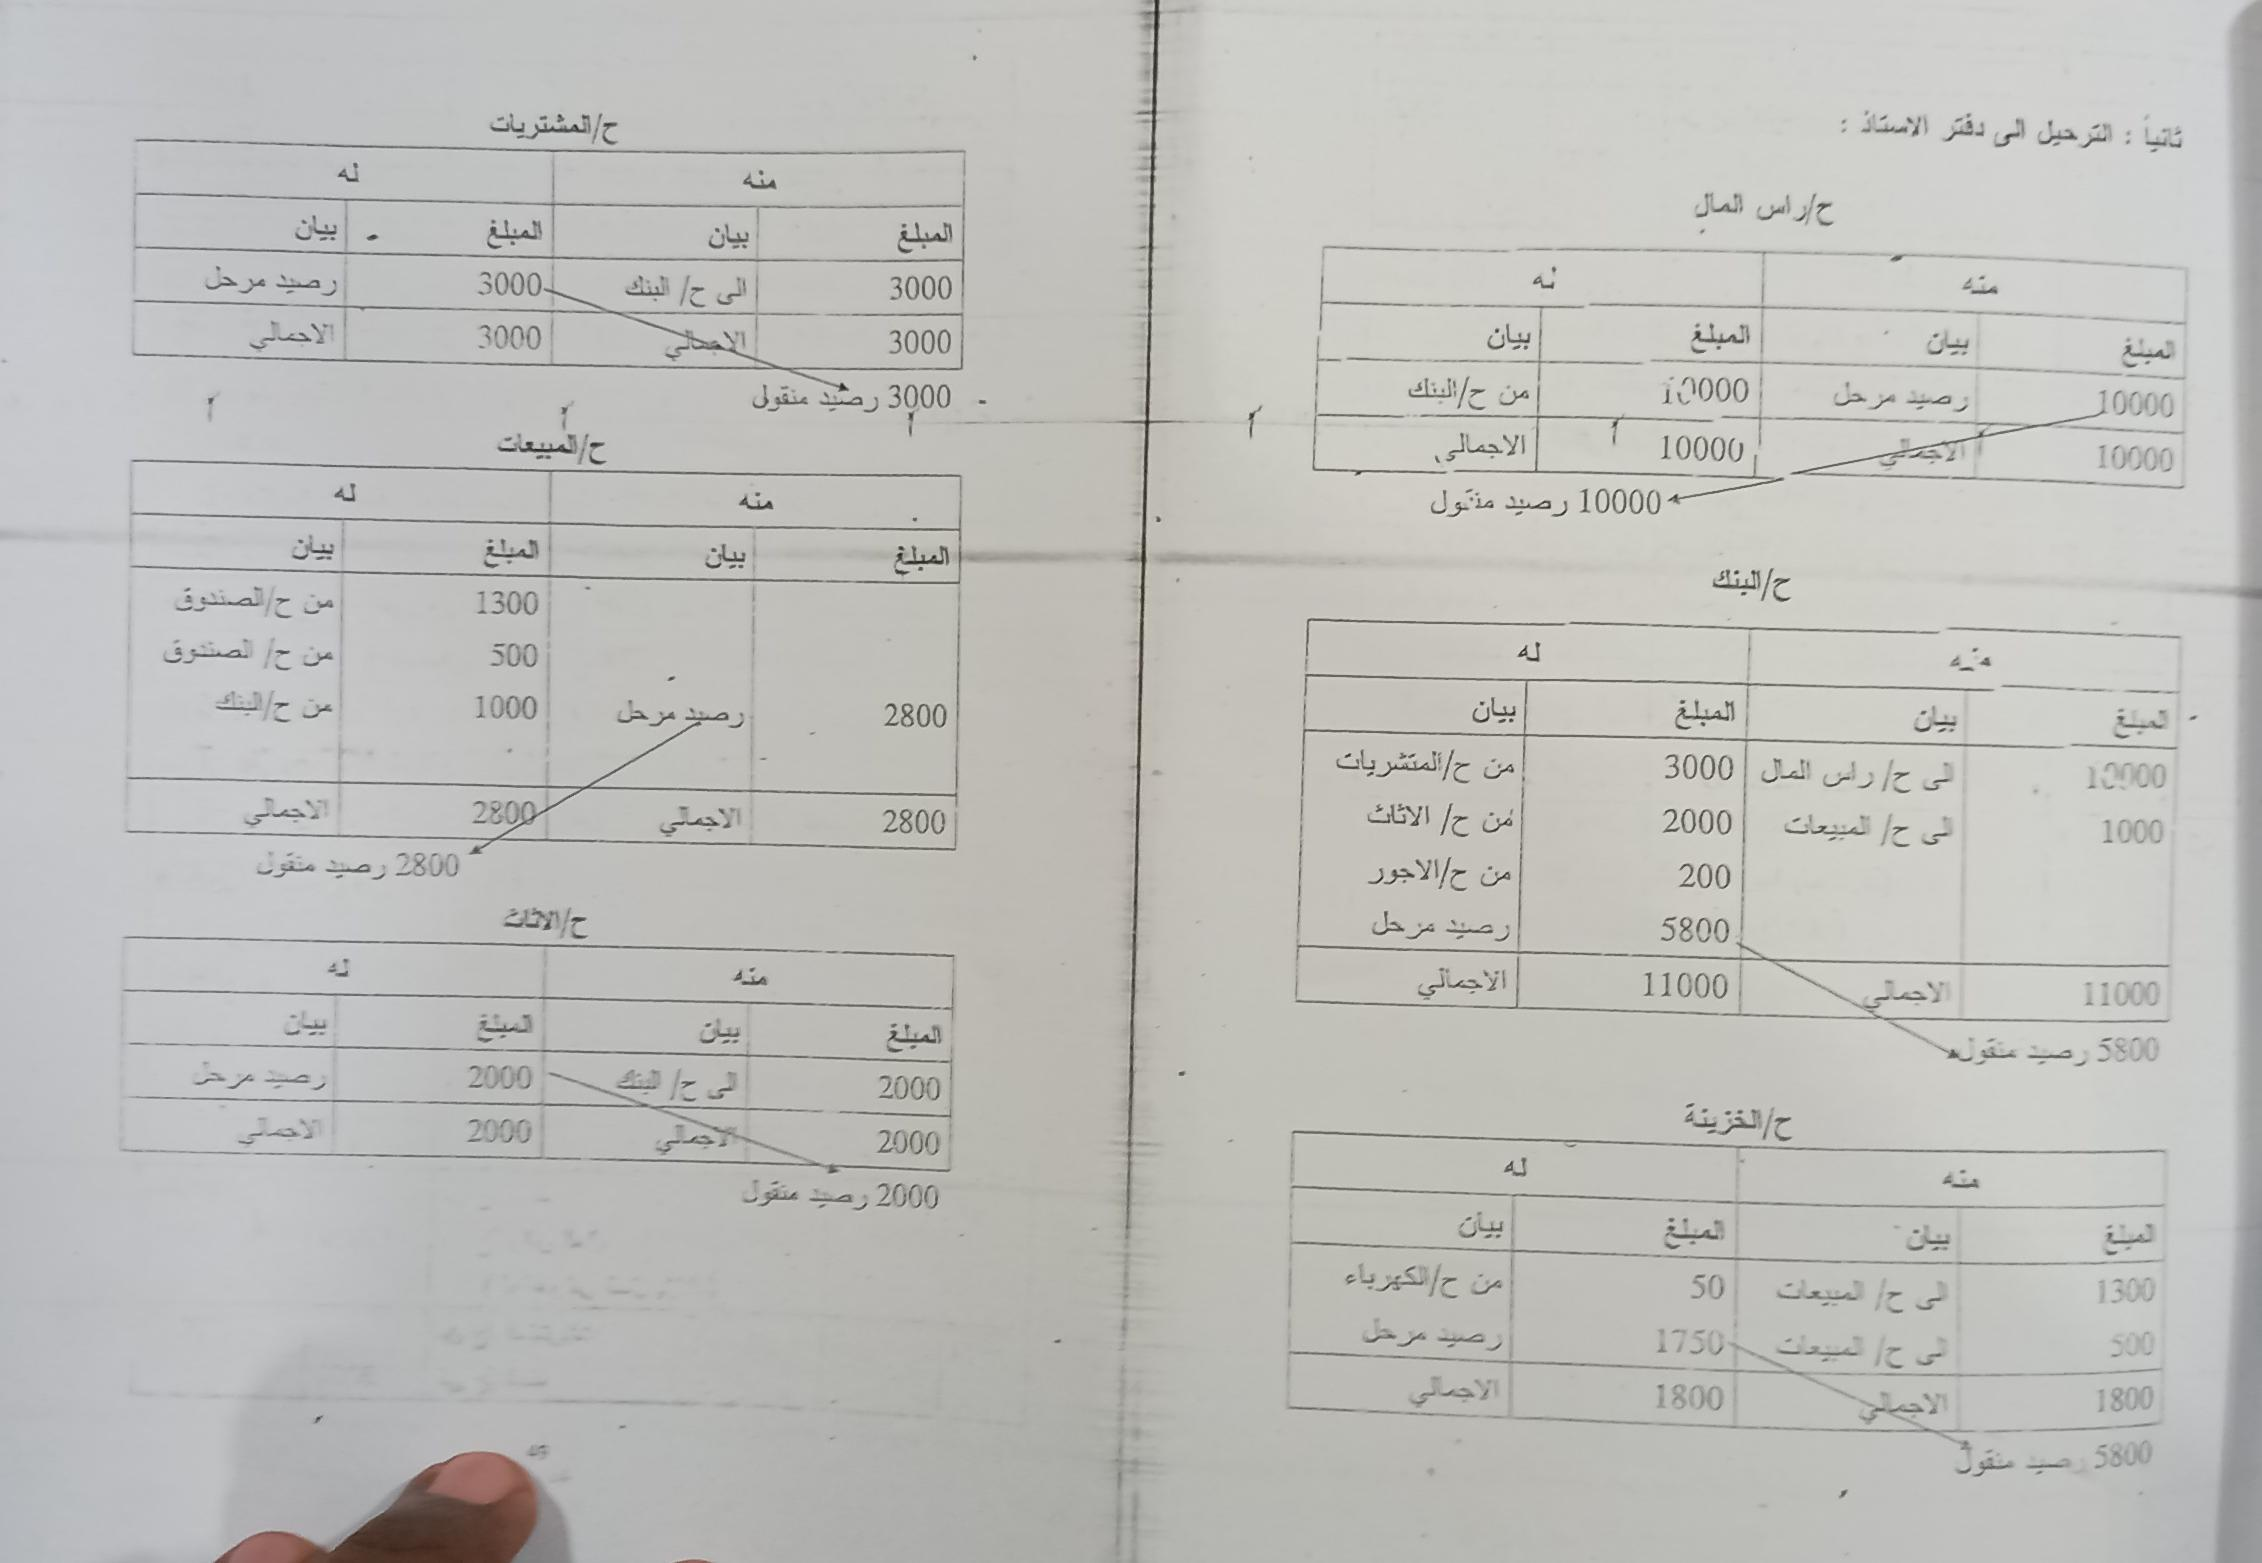 ثانياً : الترحيل الى دفتر الاستاذ :
ح/راس المال
منه له
المبلغ بيان المبلغ بيان
10000 رصيد مرحل 10000 من ح/البنك
10000 الاجمالي 10000 الاجمالي
10000 رصيد منقول
ح/البنك
منه له
المبلغ بيان المبلغ بيان
10000 الى ح/ راس المال 3000 من ح/المتشريات
1000 الى ح/ المبيعات 2000 من ح/ الاثاث
200 من ح/الاجور
5800 رصيد مرحل
11000 الاجمالي 11000 الاجمالي
5800 رصيد منقول
ح/الخزينة
منه له
المبلغ بيان المبلغ بيان
1300 الى ح/ المبيعات 50 من ح/الكهرباء
500 الى ح/ المبيعات 1750 رصيد مرحل
1800 الاجمالي 1800 الاجمالي
5800 رصيد منقول
ح/المشتريات
منه له
المبلغ بيان المبلغ بيان
3000 الى ح/ البنك 3000 رصيد مرحل
3000 الاجمالي 3000 الاجمالي
3000 رصيد منقول
ح/المبيعات
منه له
المبلغ بيان المبلغ بيان
1300 من ح/الصندوق
500 من ح/ الصندوق
2800 رصيد مرحل 1000 من ح/البنك
2800 الاجمالي 2800 الاجمالي
2800 رصيد منقول
ح/الاثاث
منه له
المبلغ بيان المبلغ بيان
2000 الى ح/ البنك 2000 رصيد مرحل
2000 الاجمالي 2000 الاجمالي
2000 رصيد منقول